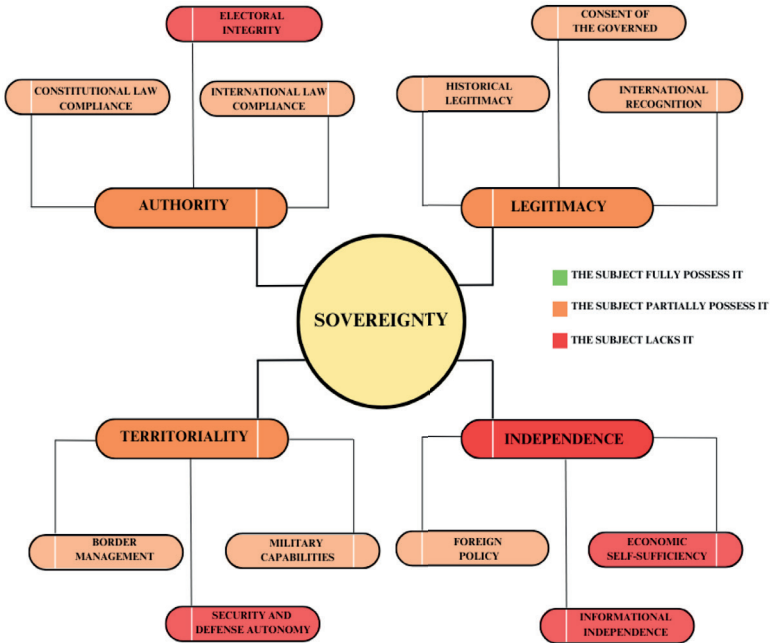 ELECTORAL
INTEGRITY
CONSENT OF
THE GOVERNED
CONSTITUTIONAL LAW
COMPLIANCE
INTERNATIONAL LAW
COMPLIANCE
HISTORICAL
LEGITIMACY
INTERNATIONAL
RECOGNITION
AUTHORITY
LEGITIMACY
SOVEREIGNTY
THE SUBJECT FULLY POSSESS IT
THE SUBJECT PARTIALLY POSSESS IT
THE SUBJECT LACKS IT
TERRITORIALITY
INDEPENDENCE
BORDER
MANAGEMENT
MILITARY
CAPABILITIES
FOREIGN
POLICY
ECONOMIC
SELF-SUFFICIENCY
SECURITY AND
DEFENSE AUTONOMY
INFORMATIONAL
INDEPENDENCE